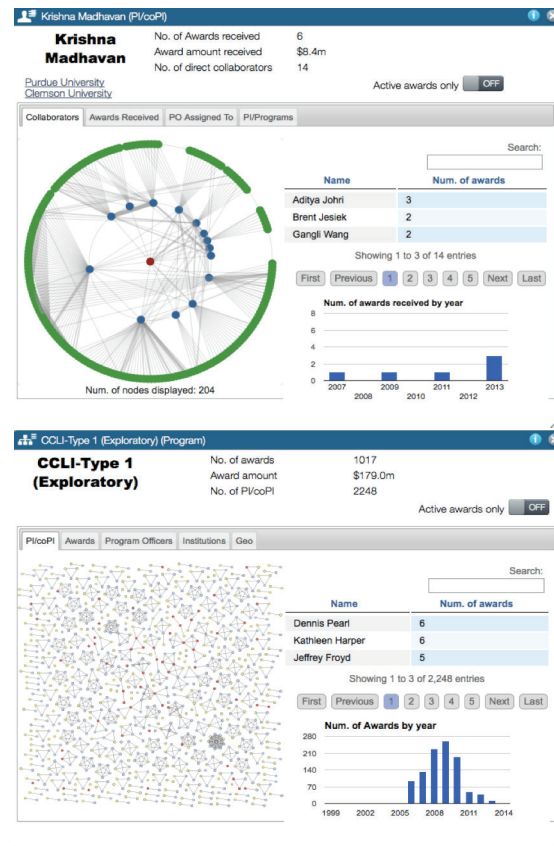 Krishna Madhavan (PI/coPI)
Krishna Madhavan
No. of Awards received 6
Award amount received $8.4m
No. of direct collaborators 14
Purdue University
Clemson University
Active awards only OFF
Collaborators Awards Received PO Assigned To PI/Programs
Search:
Name Num. of awards
Aditya Johri 3
Brent Jesiek 2
Gangli Wang 2
Showing 1 to 3 of 14 entries
First Previous 1 2 3 4 5 Next Last
Num. of awards received by year
8
6
4
2
0
2007 2009 2011 2013
2008 2010 2012
Num. of nodes displayed: 204
CCLI-Type 1 (Exploratory) (Program)
CCLI-Type 1
(Exploratory)
No. of awards 1017
Award amount $179.0m
No. of PI/coPI 2248
Active awards only OFF
PI/coPI Awards Program Officers Institutions Geo
Search:
Name Num. of awards
Dennis Pearl 6
Kathleen Harper 6
Jeffrey Froyd 5
Showing 1 to 3 of 2,248 entries
First Previous 1 2 3 4 5 Next Last
Num. of Awards by year
280
210
140
70
0
1999 2002 2005 2008 2011 2014